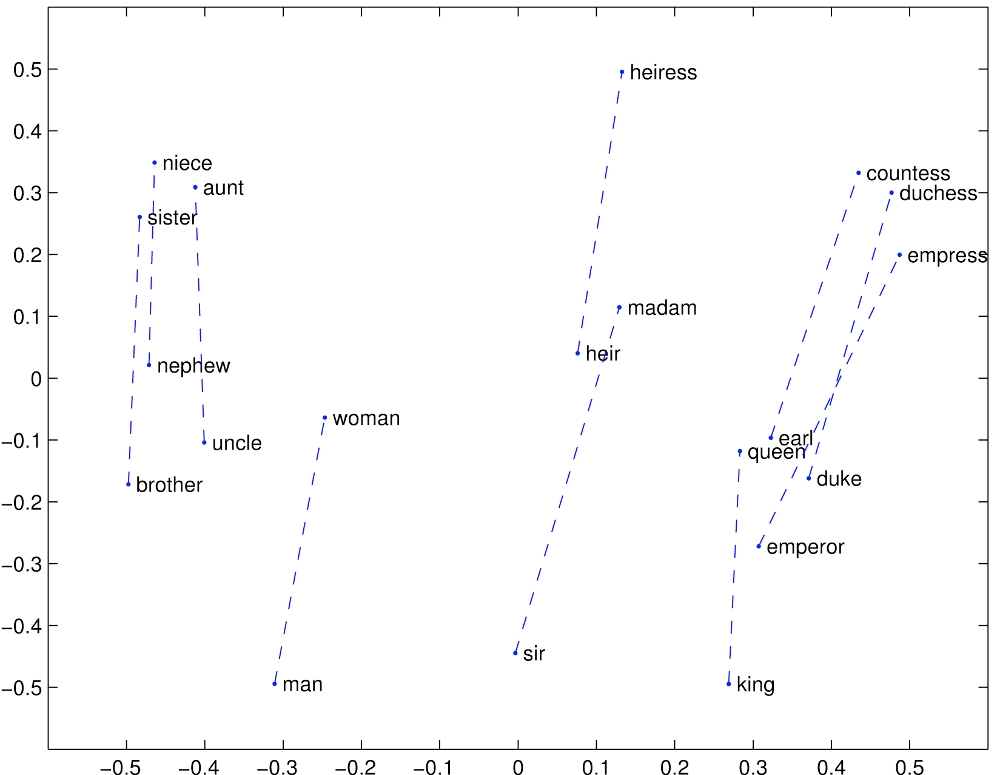 0.5
heiress
0.4
niece
countess
0.3
aunt
duchess
sister
0.2
empress
0.1
madam
heir
nephew
0
woman
−0.1
uncle
earl
queen
brother
duke
−0.2
emperor
−0.3
−0.4
sir
−0.5
man
king
−0.5 −0.4 −0.3 −0.2 −0.1 0 0.1 0.2 0.3 0.4 0.5